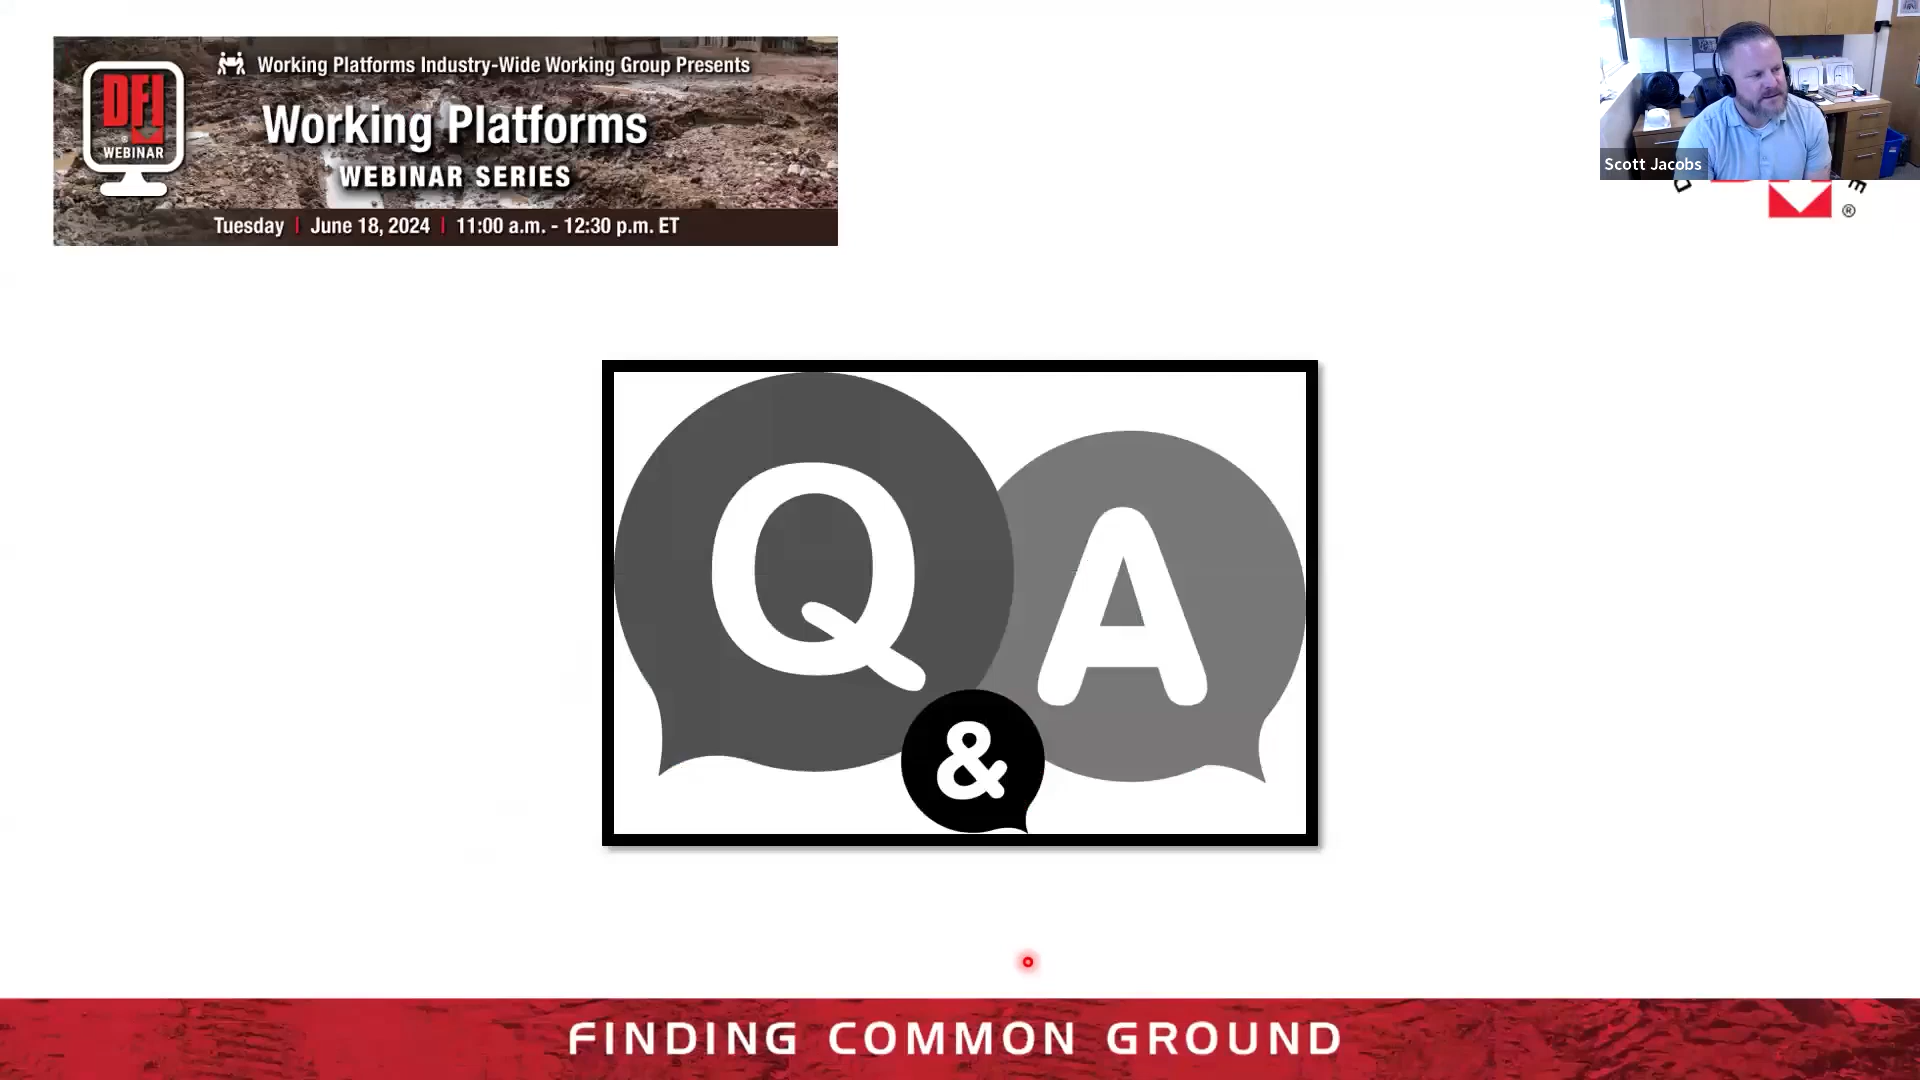 Working Platforms Industry-Wide Working Group Presents
DFI
®
WEBINAR
Working Platforms
WEBINAR SERIES
Tuesday | June 18, 2024 | 11:00 a.m. - 12:30 p.m. ET
Scott Jacobs
®
Q
A
&
FINDING COMMON GROUND